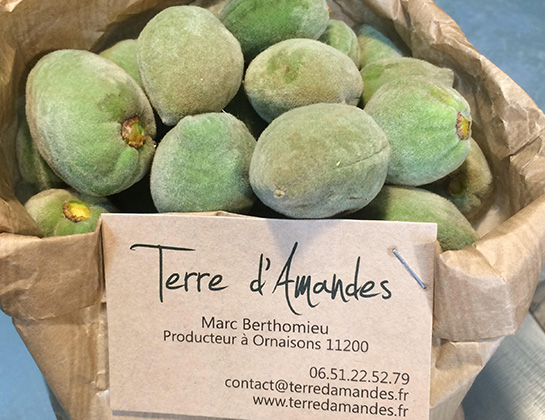 Terre d'Amandes
Marc Berthomieu
Producteur à Ornaisons 11200
06.51.22.52.79
contact@terredamandes.fr
www.terredamandes.fr